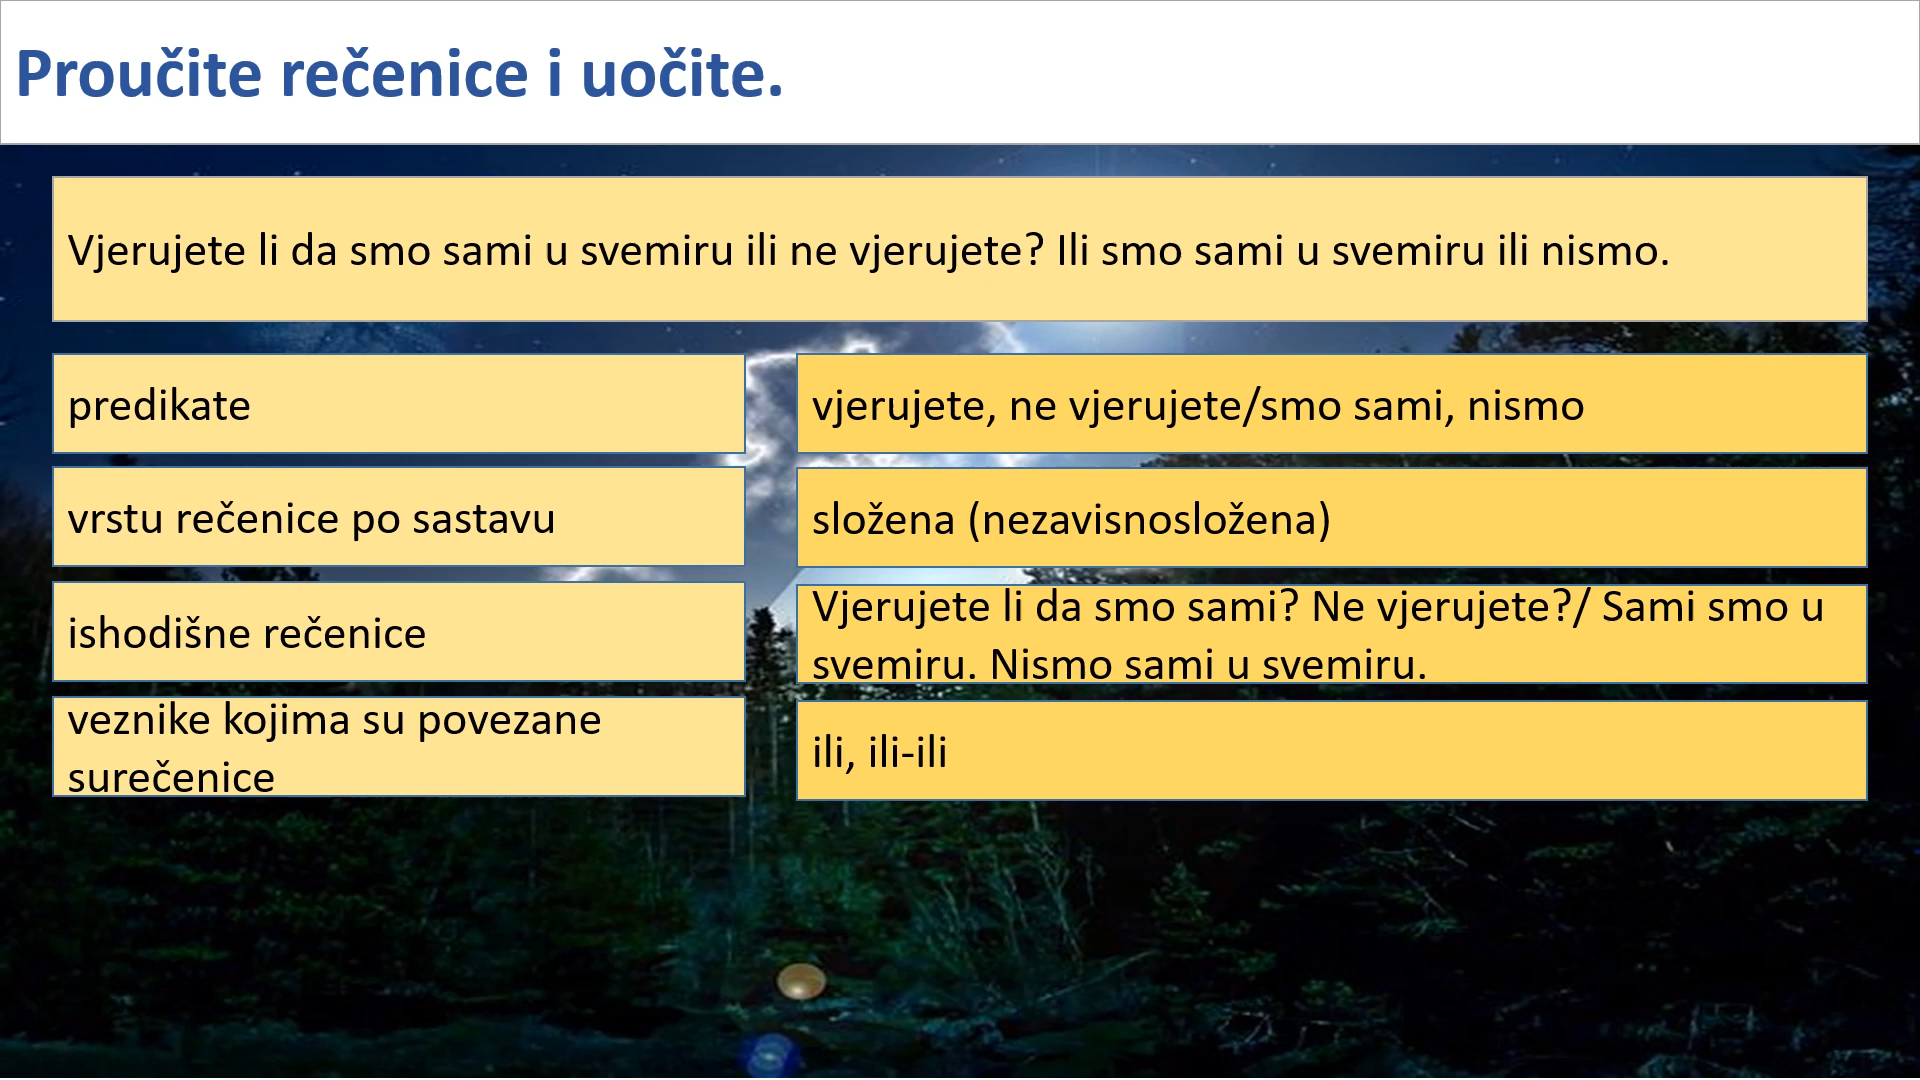 Proučite rečenice i uočite.
Vjerujete li da smo sami u svemiru ili ne vjerujete? Ili smo sami u svemiru ili nismo.
predikate
vjerujete, ne vjerujete/smo sami, nismo
vrstu rečenice po sastavu
složena (nezavisnosložena)
ishodišne rečenice
Vjerujete li da smo sami? Ne vjerujete?/ Sami smo u
svemiru. Nismo sami u svemiru.
veznike kojima su povezane
surečenice
ili, ili-ili